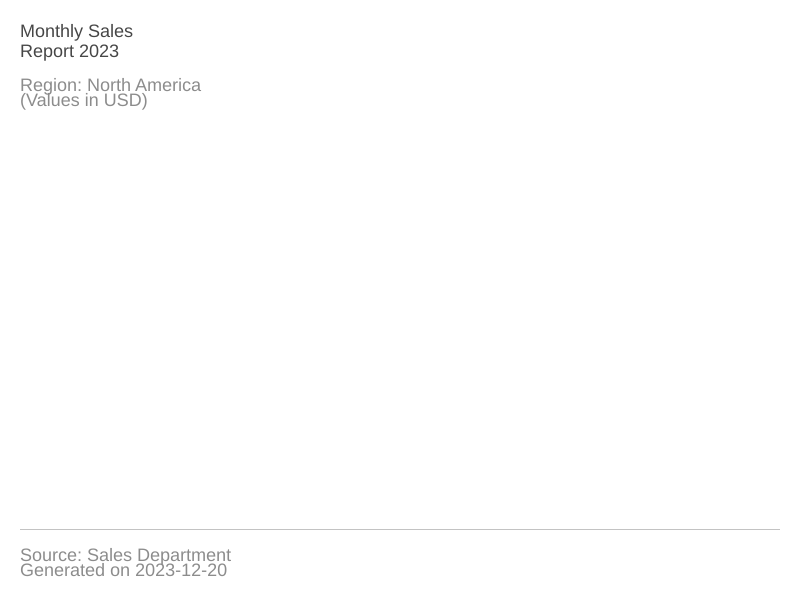 Monthly Sales
Report 2023
Region: North America
(Values in USD)
Source: Sales Department
Generated on 2023-12-20